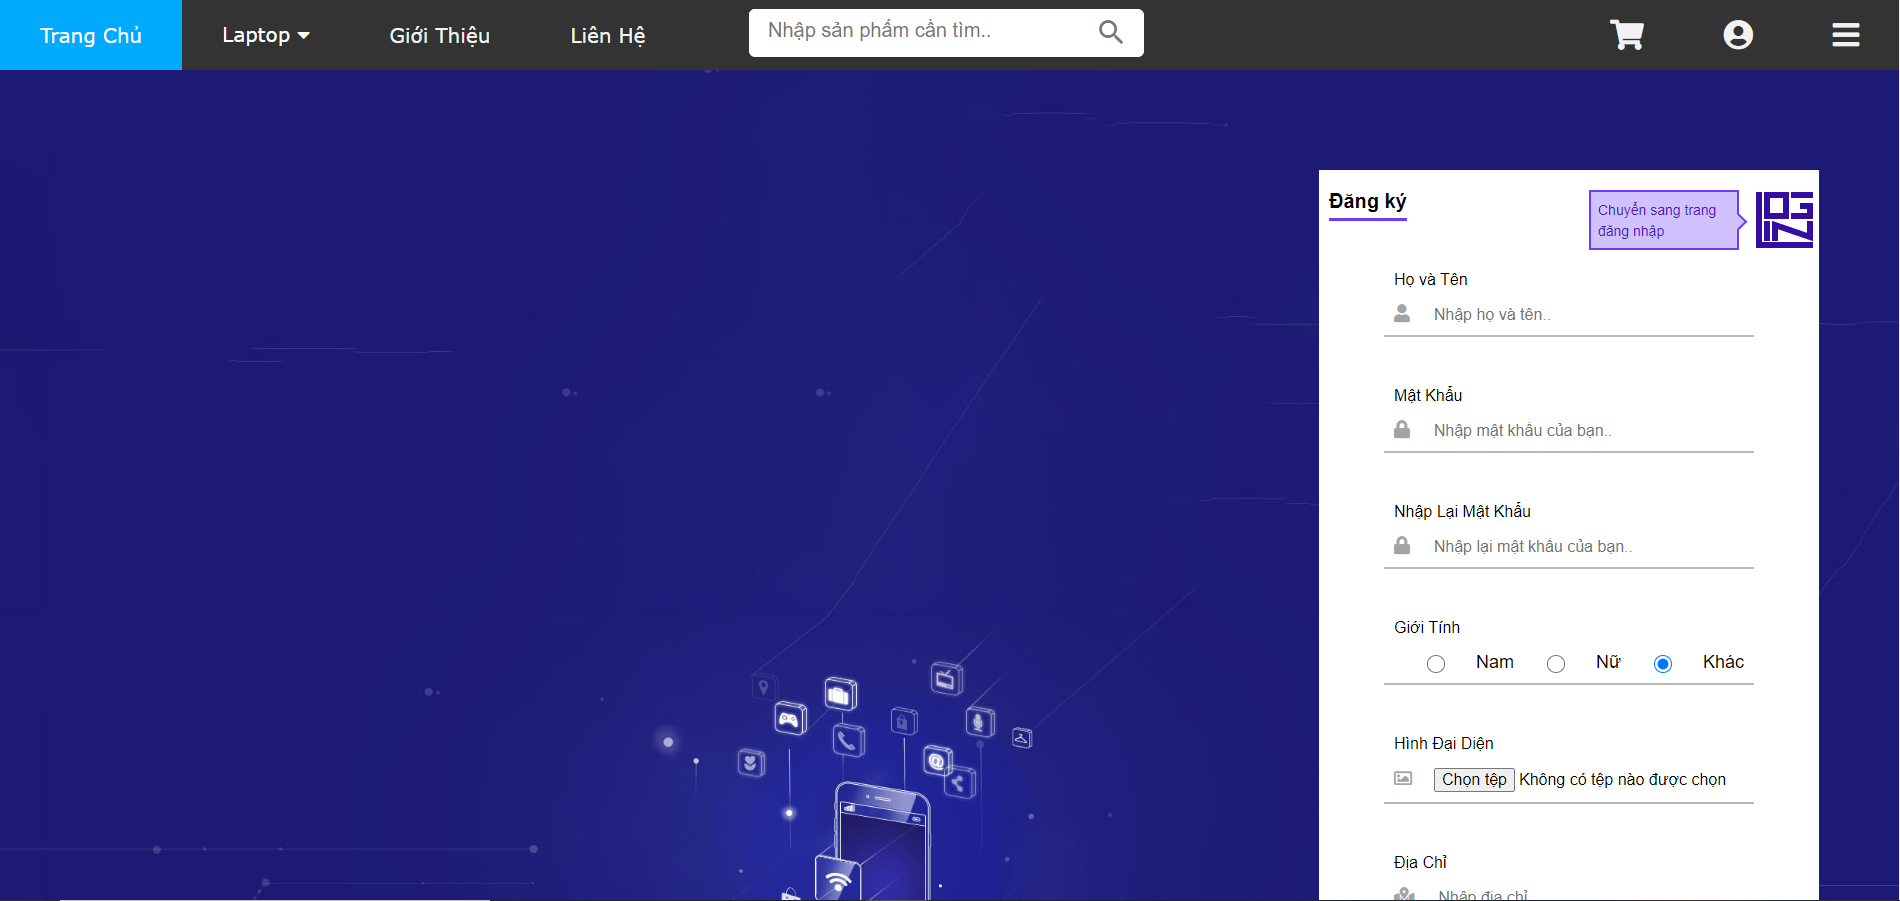 Trang Chủ
Laptop
Giới Thiệu
Liên Hệ
Nhập sản phẩm cần tìm..
Đăng ký
Chuyển sang trang
đăng nhập
LOGIN
Họ và Tên
Nhập họ và tên..
Mật Khẩu
Nhập mật khẩu của bạn..
Nhập Lại Mật Khẩu
Nhập lại mật khẩu của bạn..
Giới Tính
Nam
Nữ
Khác
Hình Đại Diện
Chọn tệp Không có tệp nào được chọn
Địa Chỉ
Nhập địa chỉ